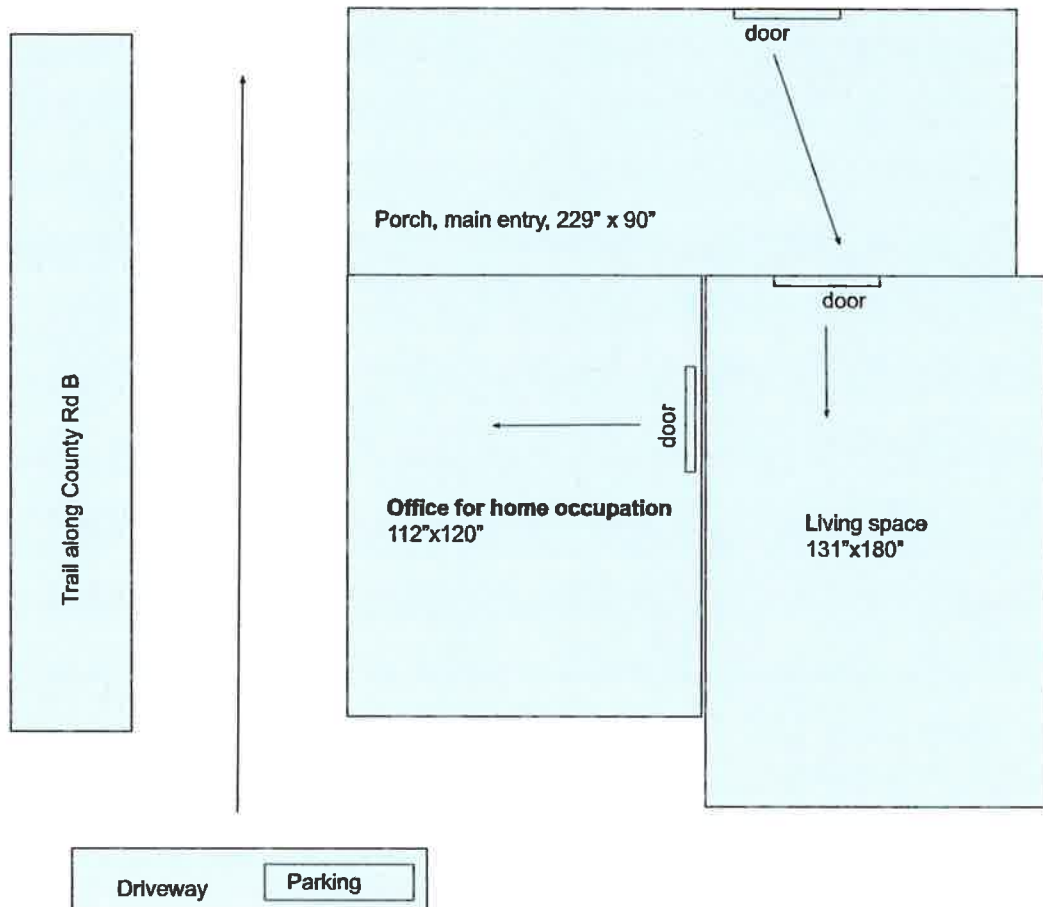 door
Porch, main entry, 229" x 90"
door
door
Trail along County Rd B
Office for home occupation
112"x120"
Living space
131"x180"
Driveway
Parking